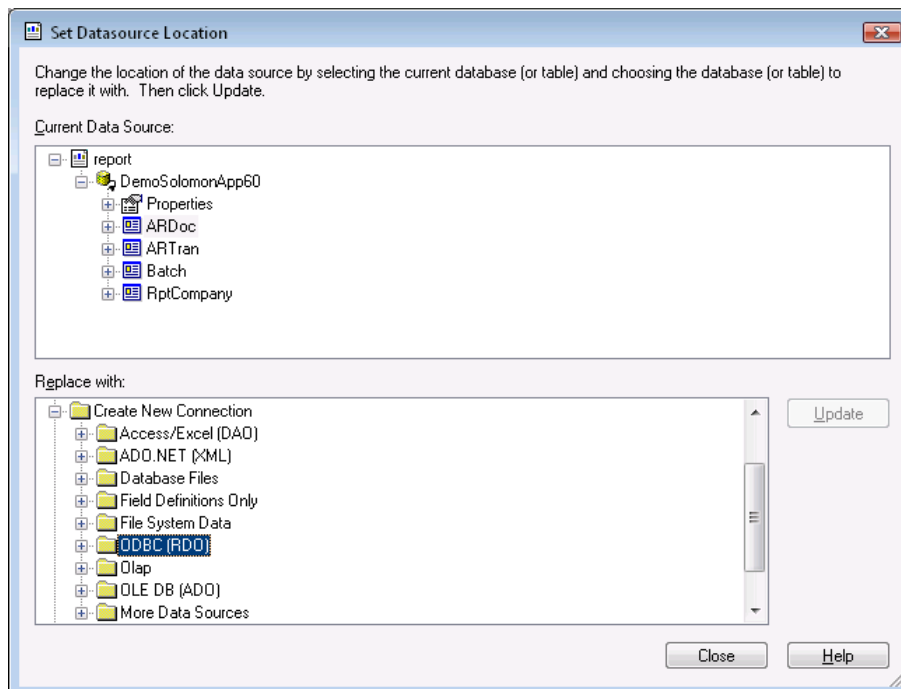 Set Datasource Location
Change the location of the data source by selecting the current database (or table) and choosing the database (or table) to
replace it with. Then click Update.
Current Data Source:
report
DemoSolomonApp60
Properties
ARDoc
ARTran
Batch
RptCompany
Replace with:
Create New Connection
Update
Access/Excel (DAO)
ADO.NET (XML)
Database Files
Field Definitions Only
File System Data
ODBC (RDO)
Olap
OLE DB (ADO)
More Data Sources
Close
Help